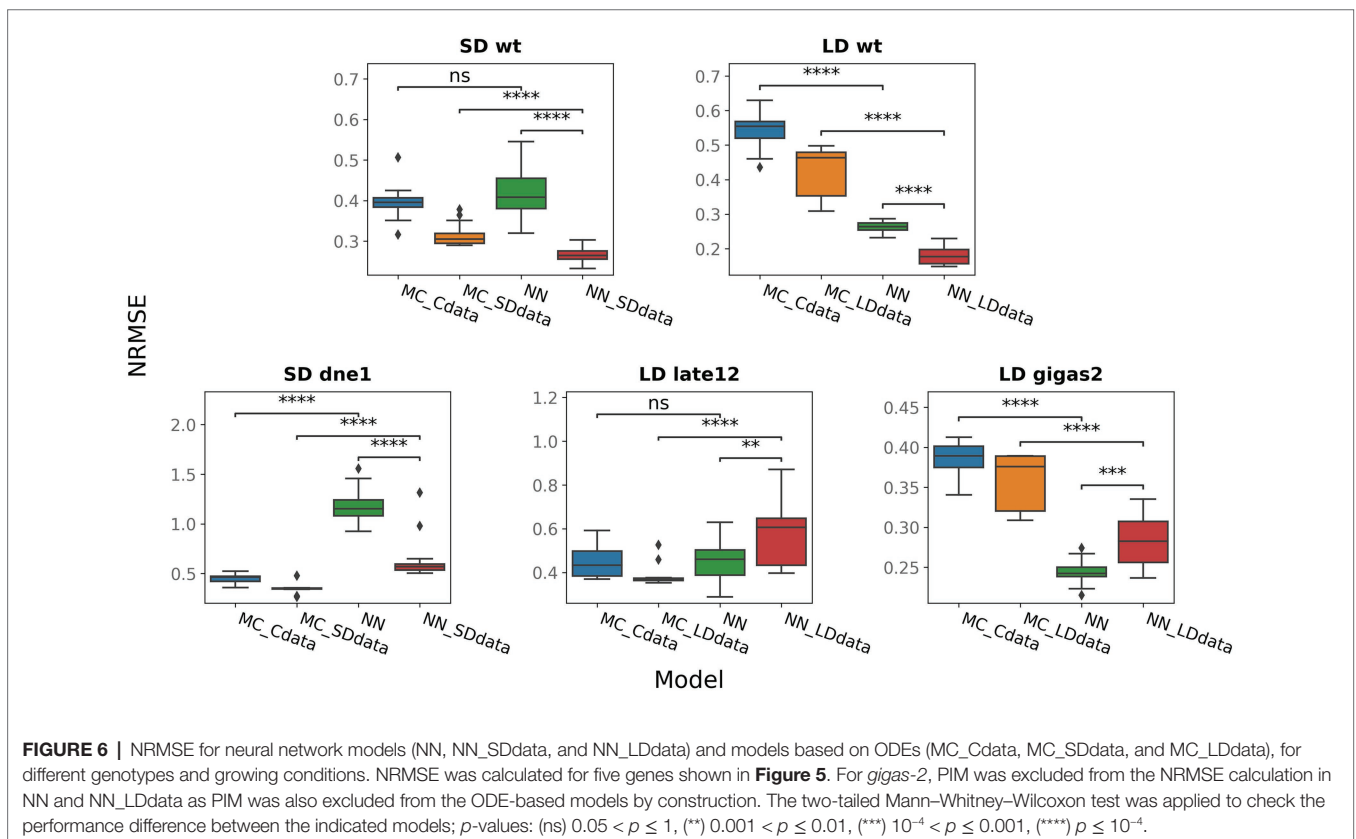 SD wt
LD wt
0.7
0.6
0.5
0.4
0.3
ns
****
****
MC_Cdata
MC_SDdata
NN
NN_SDdata
0.7
0.6
0.5
0.4
0.3
0.2
****
****
****
MC_Cdata
MC_LDdata
NN
NN_LDdata
NRMSE
SD dne1
LD late12
LD gigas2
2.0
1.5
1.0
0.5
****
****
****
MC_Cdata
MC_SDdata
NN
NN_SDdata
1.2
1.0
0.8
0.6
0.4
ns
****
**
MC_Cdata
MC_LDdata
NN
NN_LDdata
0.45
0.40
0.35
0.30
0.25
****
****
***
MC_Cdata
MC_LDdata
NN
NN_LDdata
Model
FIGURE 6 | NRMSE for neural network models (NN, NN_SDdata, and NN_LDdata) and models based on ODEs (MC_Cdata, MC_SDdata, and MC_LDdata), for
different genotypes and growing conditions. NRMSE was calculated for five genes shown in Figure 5. For gigas-2, PIM was excluded from the NRMSE calculation in
NN and NN_LDdata as PIM was also excluded from the ODE-based models by construction. The two-tailed Mann–Whitney–Wilcoxon test was applied to check the
performance difference between the indicated models; p-values: (ns) 0.05 < p ≤ 1, (**) 0.001 < p ≤ 0.01, (***) 10⁻⁴ < p ≤ 0.001, (****) p ≤ 10⁻⁴.